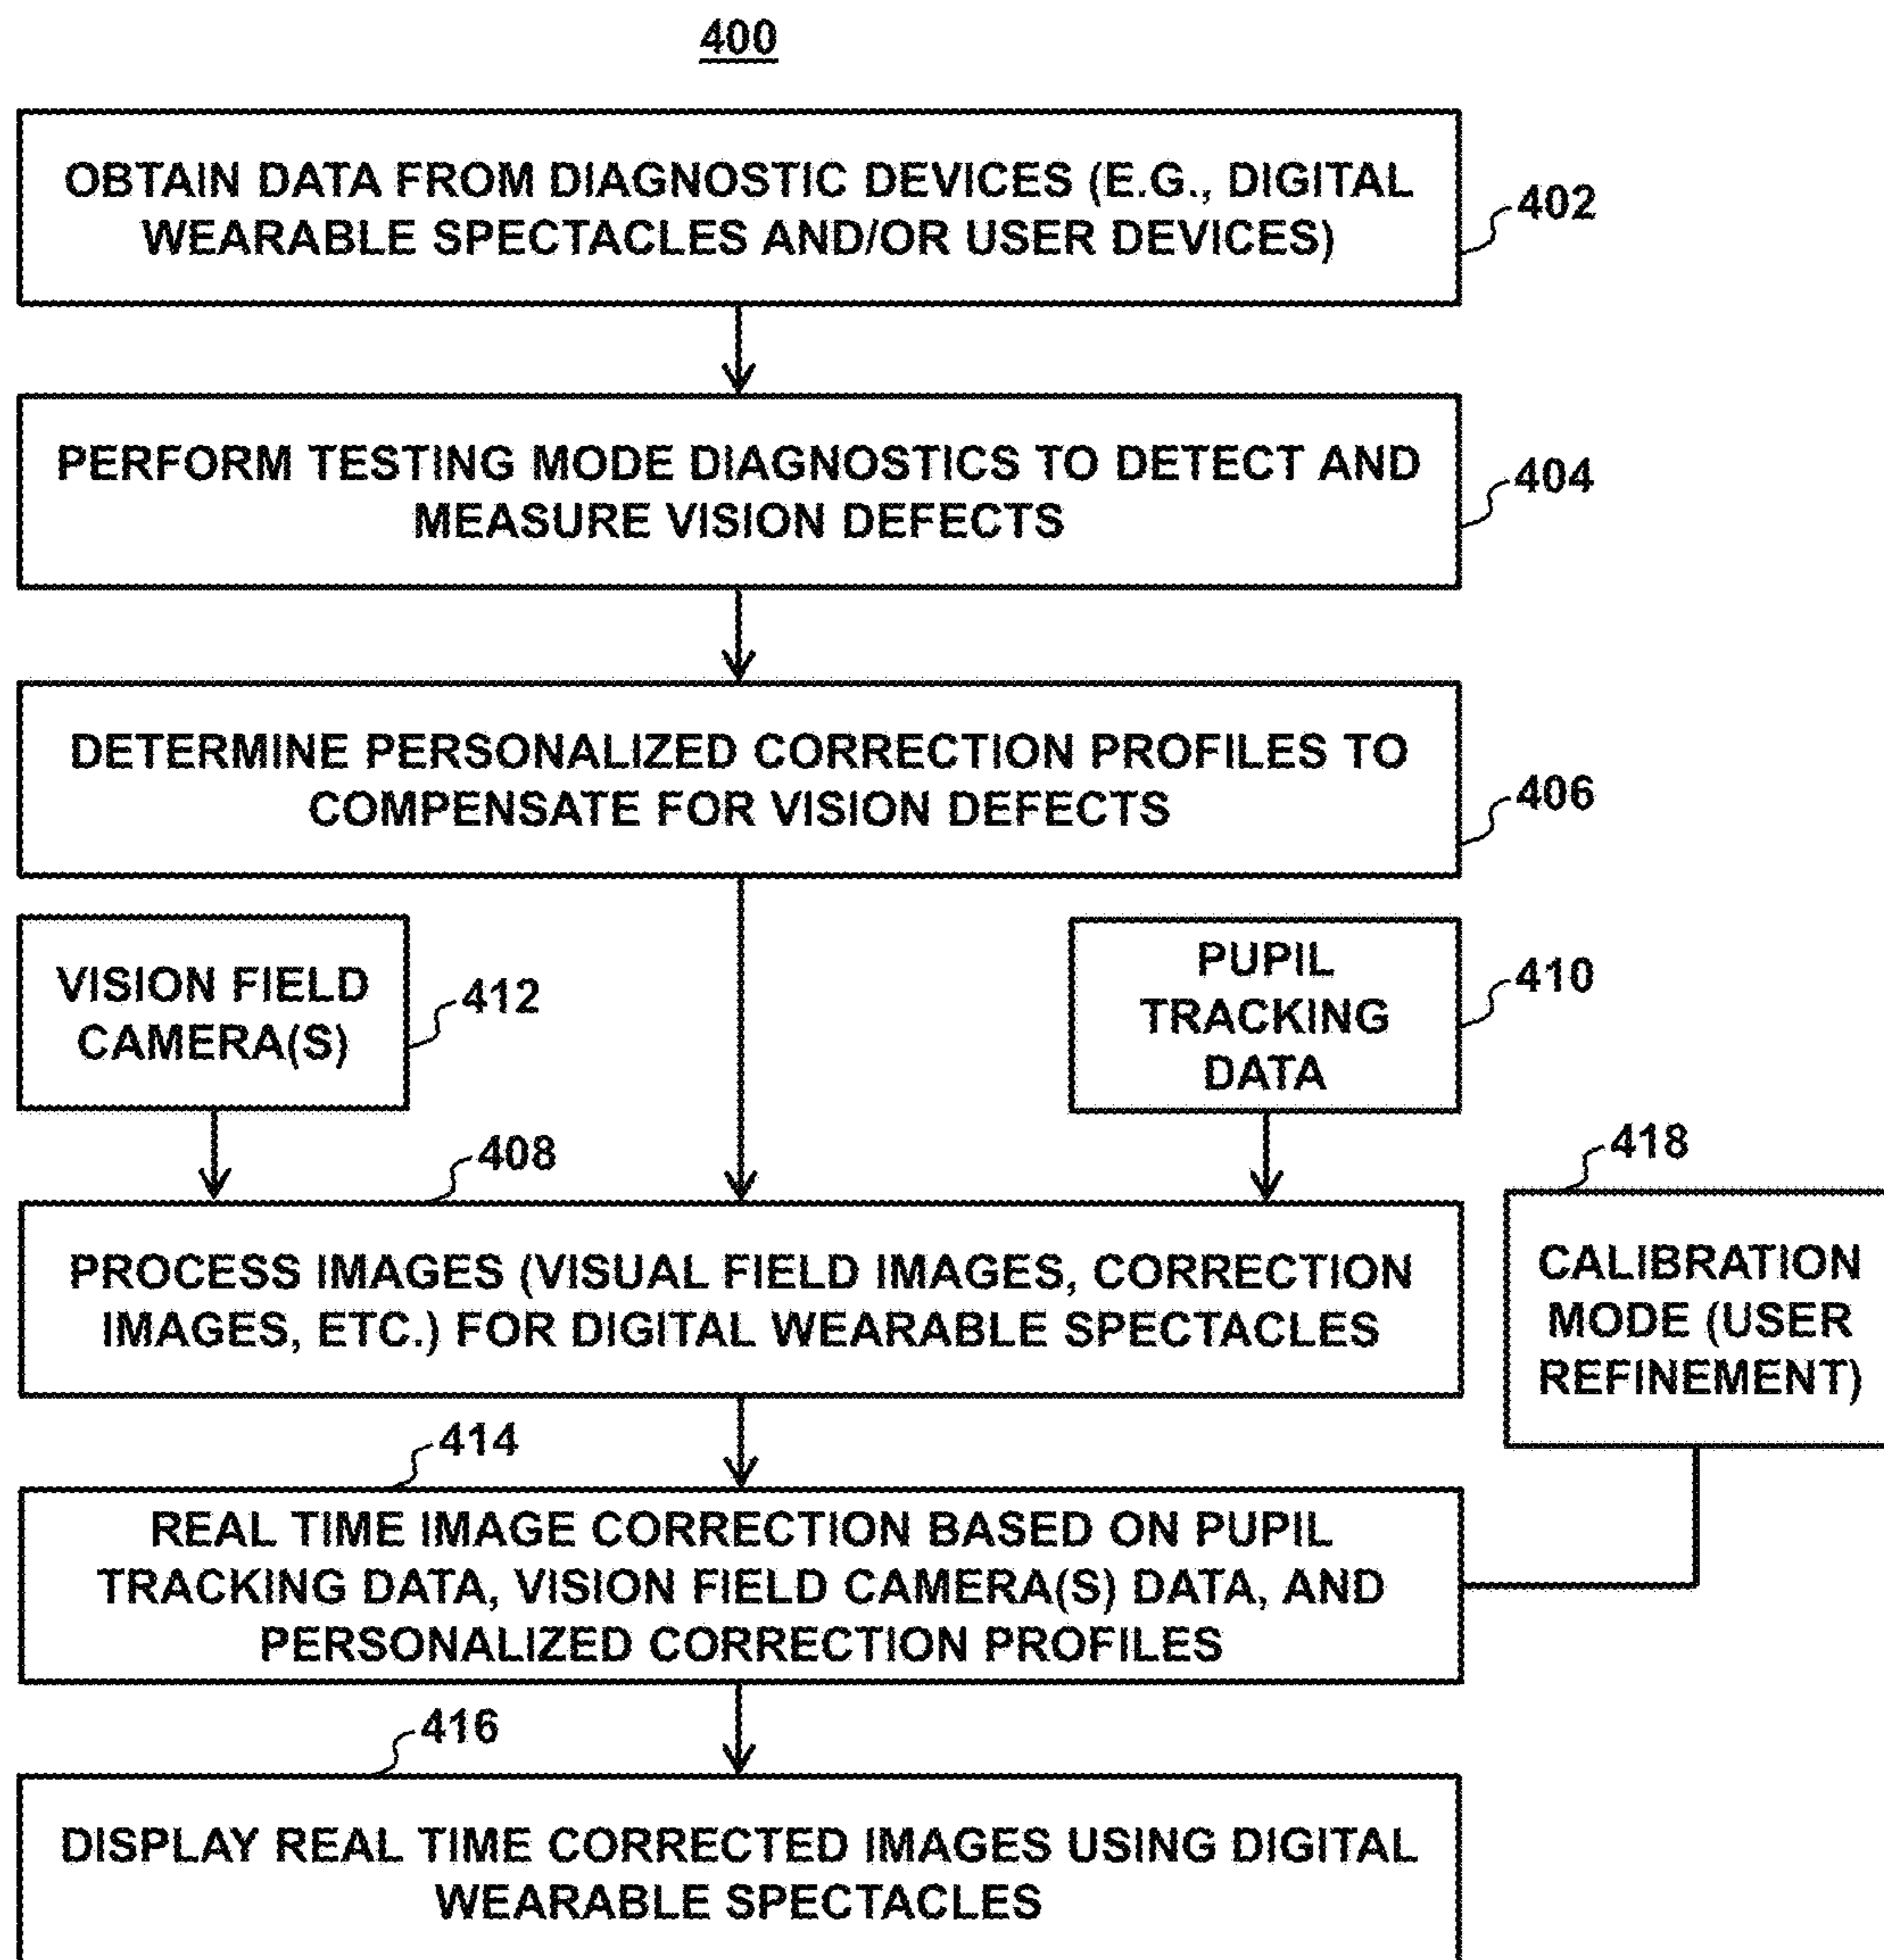 400
OBTAIN DATA FROM DIAGNOSTIC DEVICES (E.G., DIGITAL
WEARABLE SPECTACLES AND/OR USER DEVICES)
402
PERFORM TESTING MODE DIAGNOSTICS TO DETECT AND
MEASURE VISION DEFECTS
404
DETERMINE PERSONALIZED CORRECTION PROFILES TO
COMPENSATE FOR VISION DEFECTS
406
VISION FIELD
CAMERA(S)
412
PUPIL
TRACKING
DATA
410
408
PROCESS IMAGES (VISUAL FIELD IMAGES, CORRECTION
IMAGES, ETC.) FOR DIGITAL WEARABLE SPECTACLES
418
CALIBRATION
MODE (USER
REFINEMENT)
414
REAL TIME IMAGE CORRECTION BASED ON PUPIL
TRACKING DATA, VISION FIELD CAMERA(S) DATA, AND
PERSONALIZED CORRECTION PROFILES
416
DISPLAY REAL TIME CORRECTED IMAGES USING DIGITAL
WEARABLE SPECTACLES